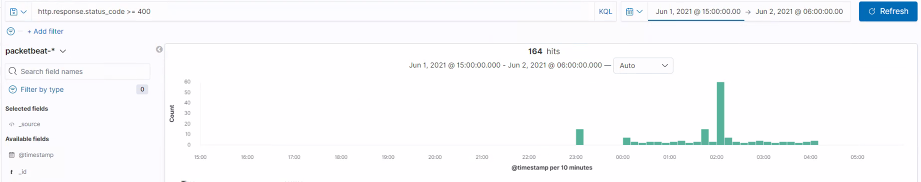 http.response.status_code >= 400 KQL Jun 1, 2021 @ 15:00:00.00 → Jun 2, 2021 @ 06:00:00.00 Refresh
+ Add filter
packetbeat-*
Search field names
Filter by type 0
Selected fields
_source
Available fields
@timestamp
t _id
164 hits
Jun 1, 2021 @ 15:00:00.000 - Jun 2, 2021 @ 06:00:00.000 — Auto
Count
60
50
40
30
20
10
0
15:00 16:00 17:00 18:00 19:00 20:00 21:00 22:00 23:00 00:00 01:00 02:00 03:00 04:00 05:00
@timestamp per 10 minutes